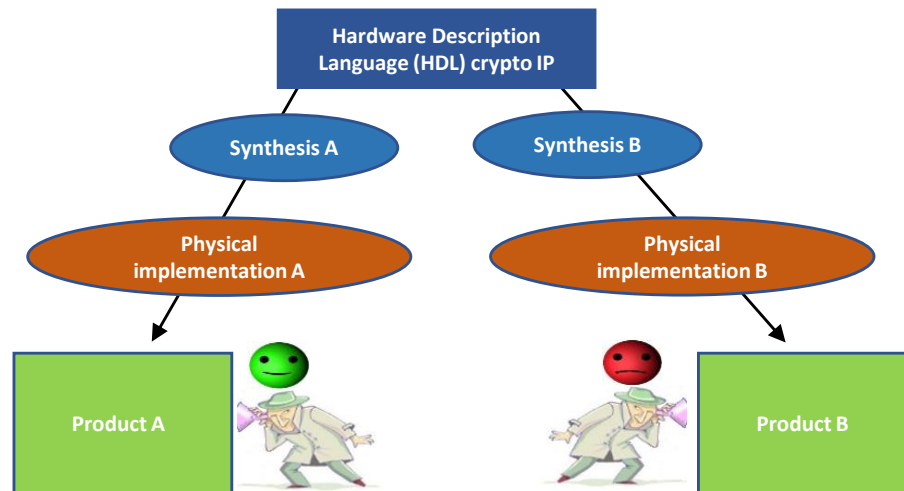 Hardware Description
Language (HDL) crypto IP
Synthesis A
Synthesis B
Physical
implementation A
Physical
implementation B
Product A
Product B